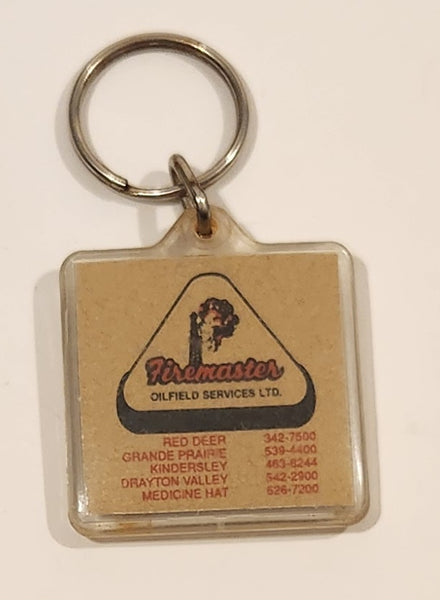 Firemaster
OILFIELD SERVICES LTD.
RED DEER 342-7500
GRANDE PRAIRIE 539-4400
KINDERSLEY 463-8244
DRAYTON VALLEY 542-2900
MEDICINE HAT 526-7200